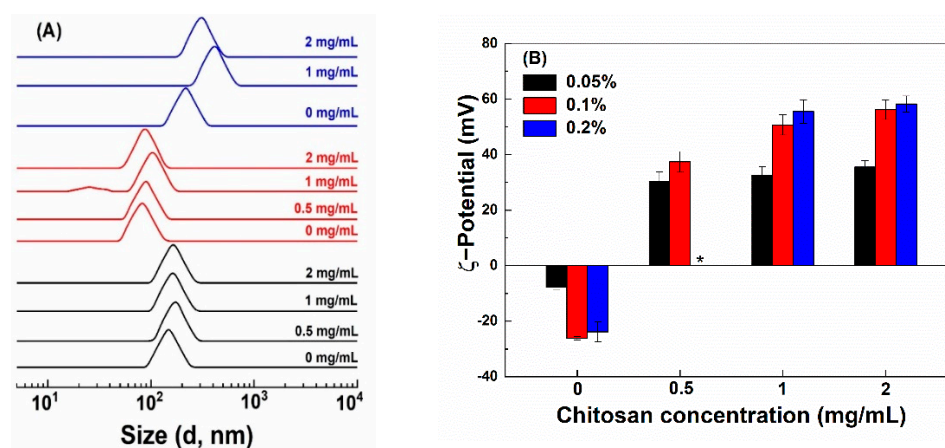 (A)
2 mg/mL
1 mg/mL
0 mg/mL
2 mg/mL
1 mg/mL
0.5 mg/mL
0 mg/mL
2 mg/mL
1 mg/mL
0.5 mg/mL
0 mg/mL
10¹ 10² 10³ 10⁴
Size (d, nm)
(B)
0.05%
0.1%
0.2%
80
60
40
20
0
-20
-40
ζ-Potential (mV)
*
0 0.5 1 2
Chitosan concentration (mg/mL)